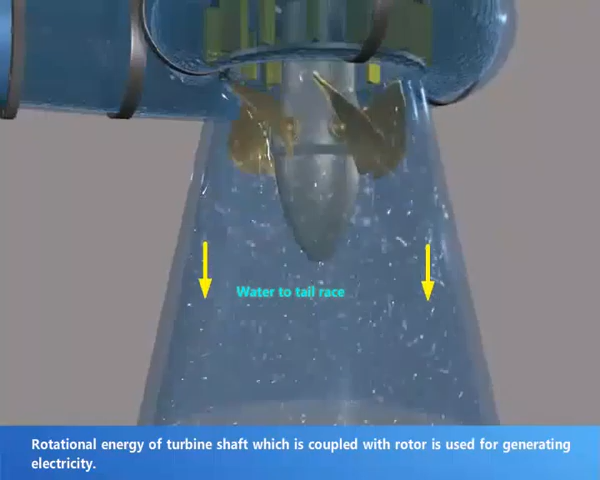 Water to tail race
Rotational energy of turbine shaft which is coupled with rotor is used for generating
electricity.